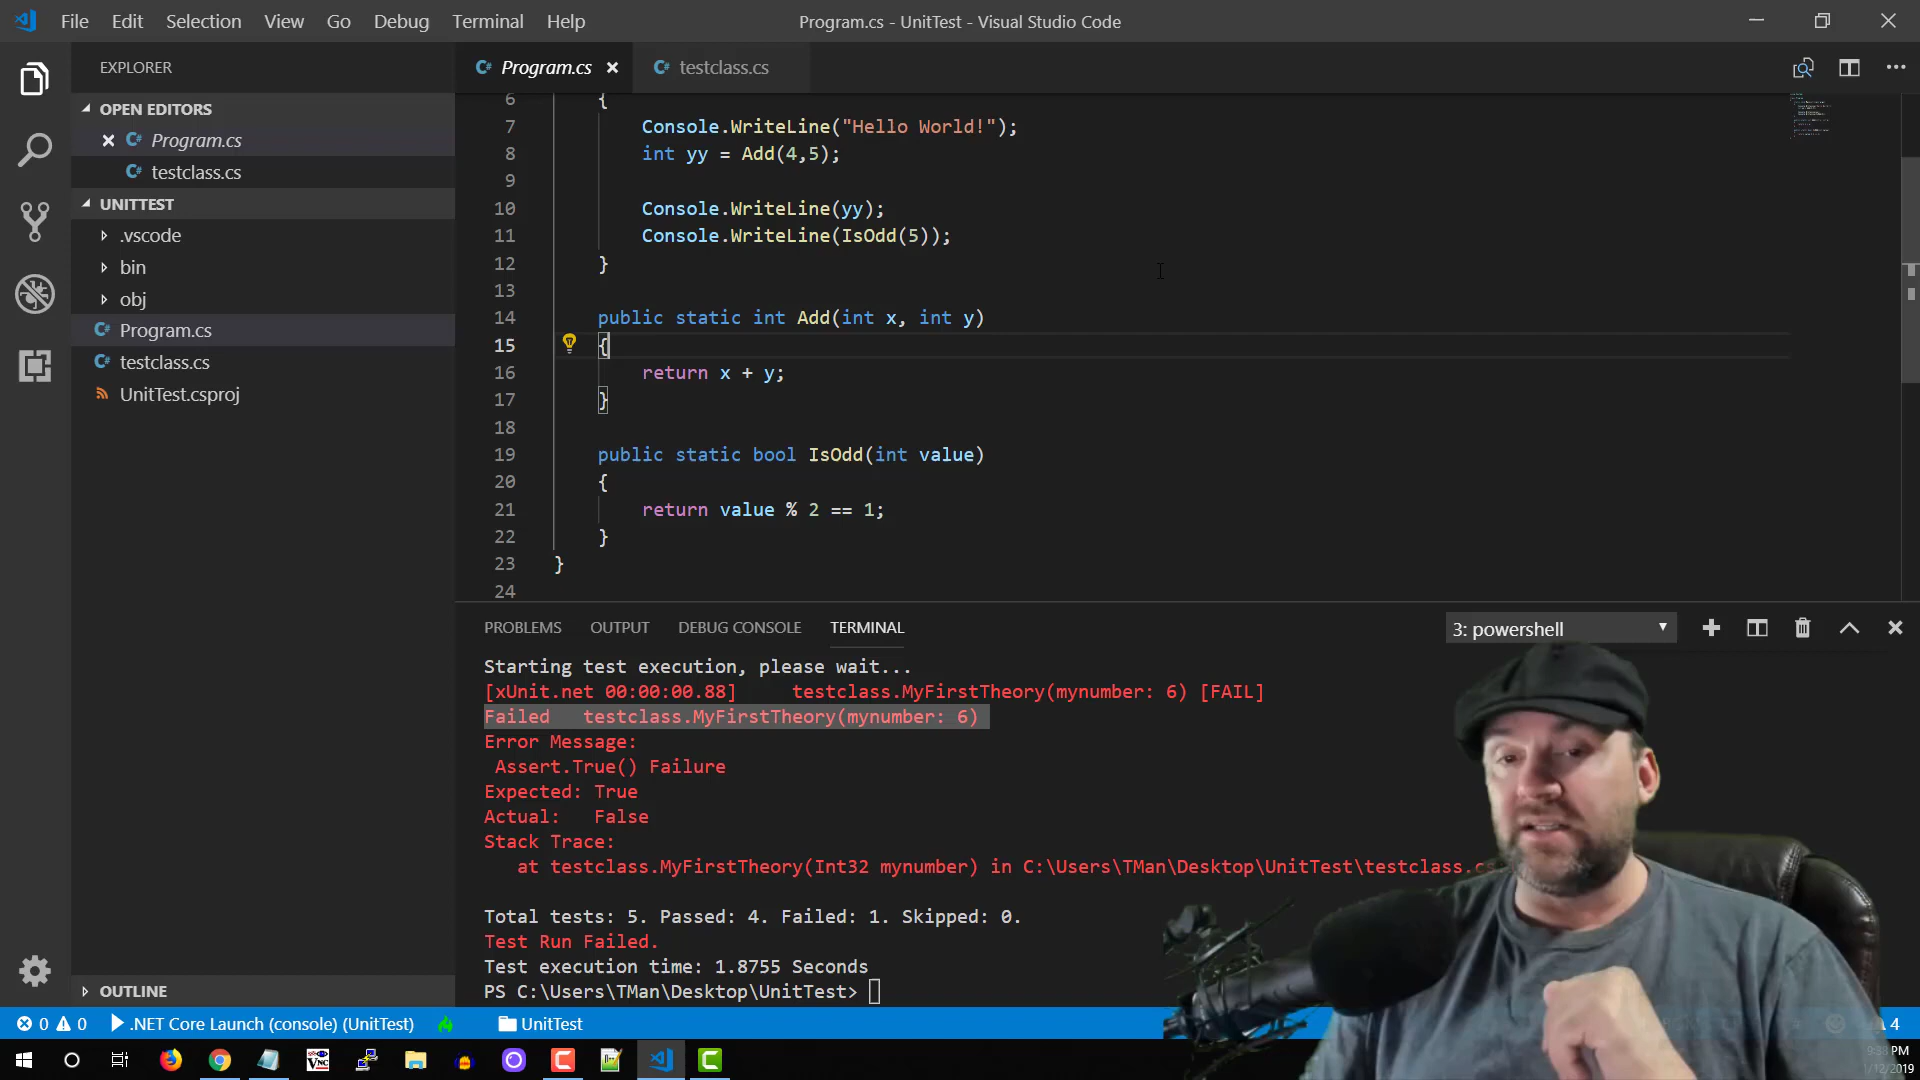 File Edit Selection View Go Debug Terminal Help
Program.cs - UnitTest - Visual Studio Code
EXPLORER
OPEN EDITORS
Program.cs
testclass.cs
UNITTEST
.vscode
bin
obj
Program.cs
testclass.cs
UnitTest.csproj
OUTLINE
Program.cs testclass.cs
6 {
7 Console.WriteLine("Hello World!");
8 int yy = Add(4,5);
9
10 Console.WriteLine(yy);
11 Console.WriteLine(IsOdd(5));
12 }
13
14 public static int Add(int x, int y)
15 {
16 return x + y;
17 }
18
19 public static bool IsOdd(int value)
20 {
21 return value % 2 == 1;
22 }
23 }
24
PROBLEMS OUTPUT DEBUG CONSOLE TERMINAL 3: powershell
Starting test execution, please wait...
[xUnit.net 00:00:00.88] testclass.MyFirstTheory(mynumber: 6) [FAIL]
Failed testclass.MyFirstTheory(mynumber: 6)
Error Message:
Assert.True() Failure
Expected: True
Actual: False
Stack Trace:
at testclass.MyFirstTheory(Int32 mynumber) in C:\Users\TMan\Desktop\UnitTest\testclass.c
Total tests: 5. Passed: 4. Failed: 1. Skipped: 0.
Test Run Failed.
Test execution time: 1.8755 Seconds
PS C:\Users\TMan\Desktop\UnitTest>
0 0 .NET Core Launch (console) (UnitTest) UnitTest 4
9:38 PM
1/12/2019